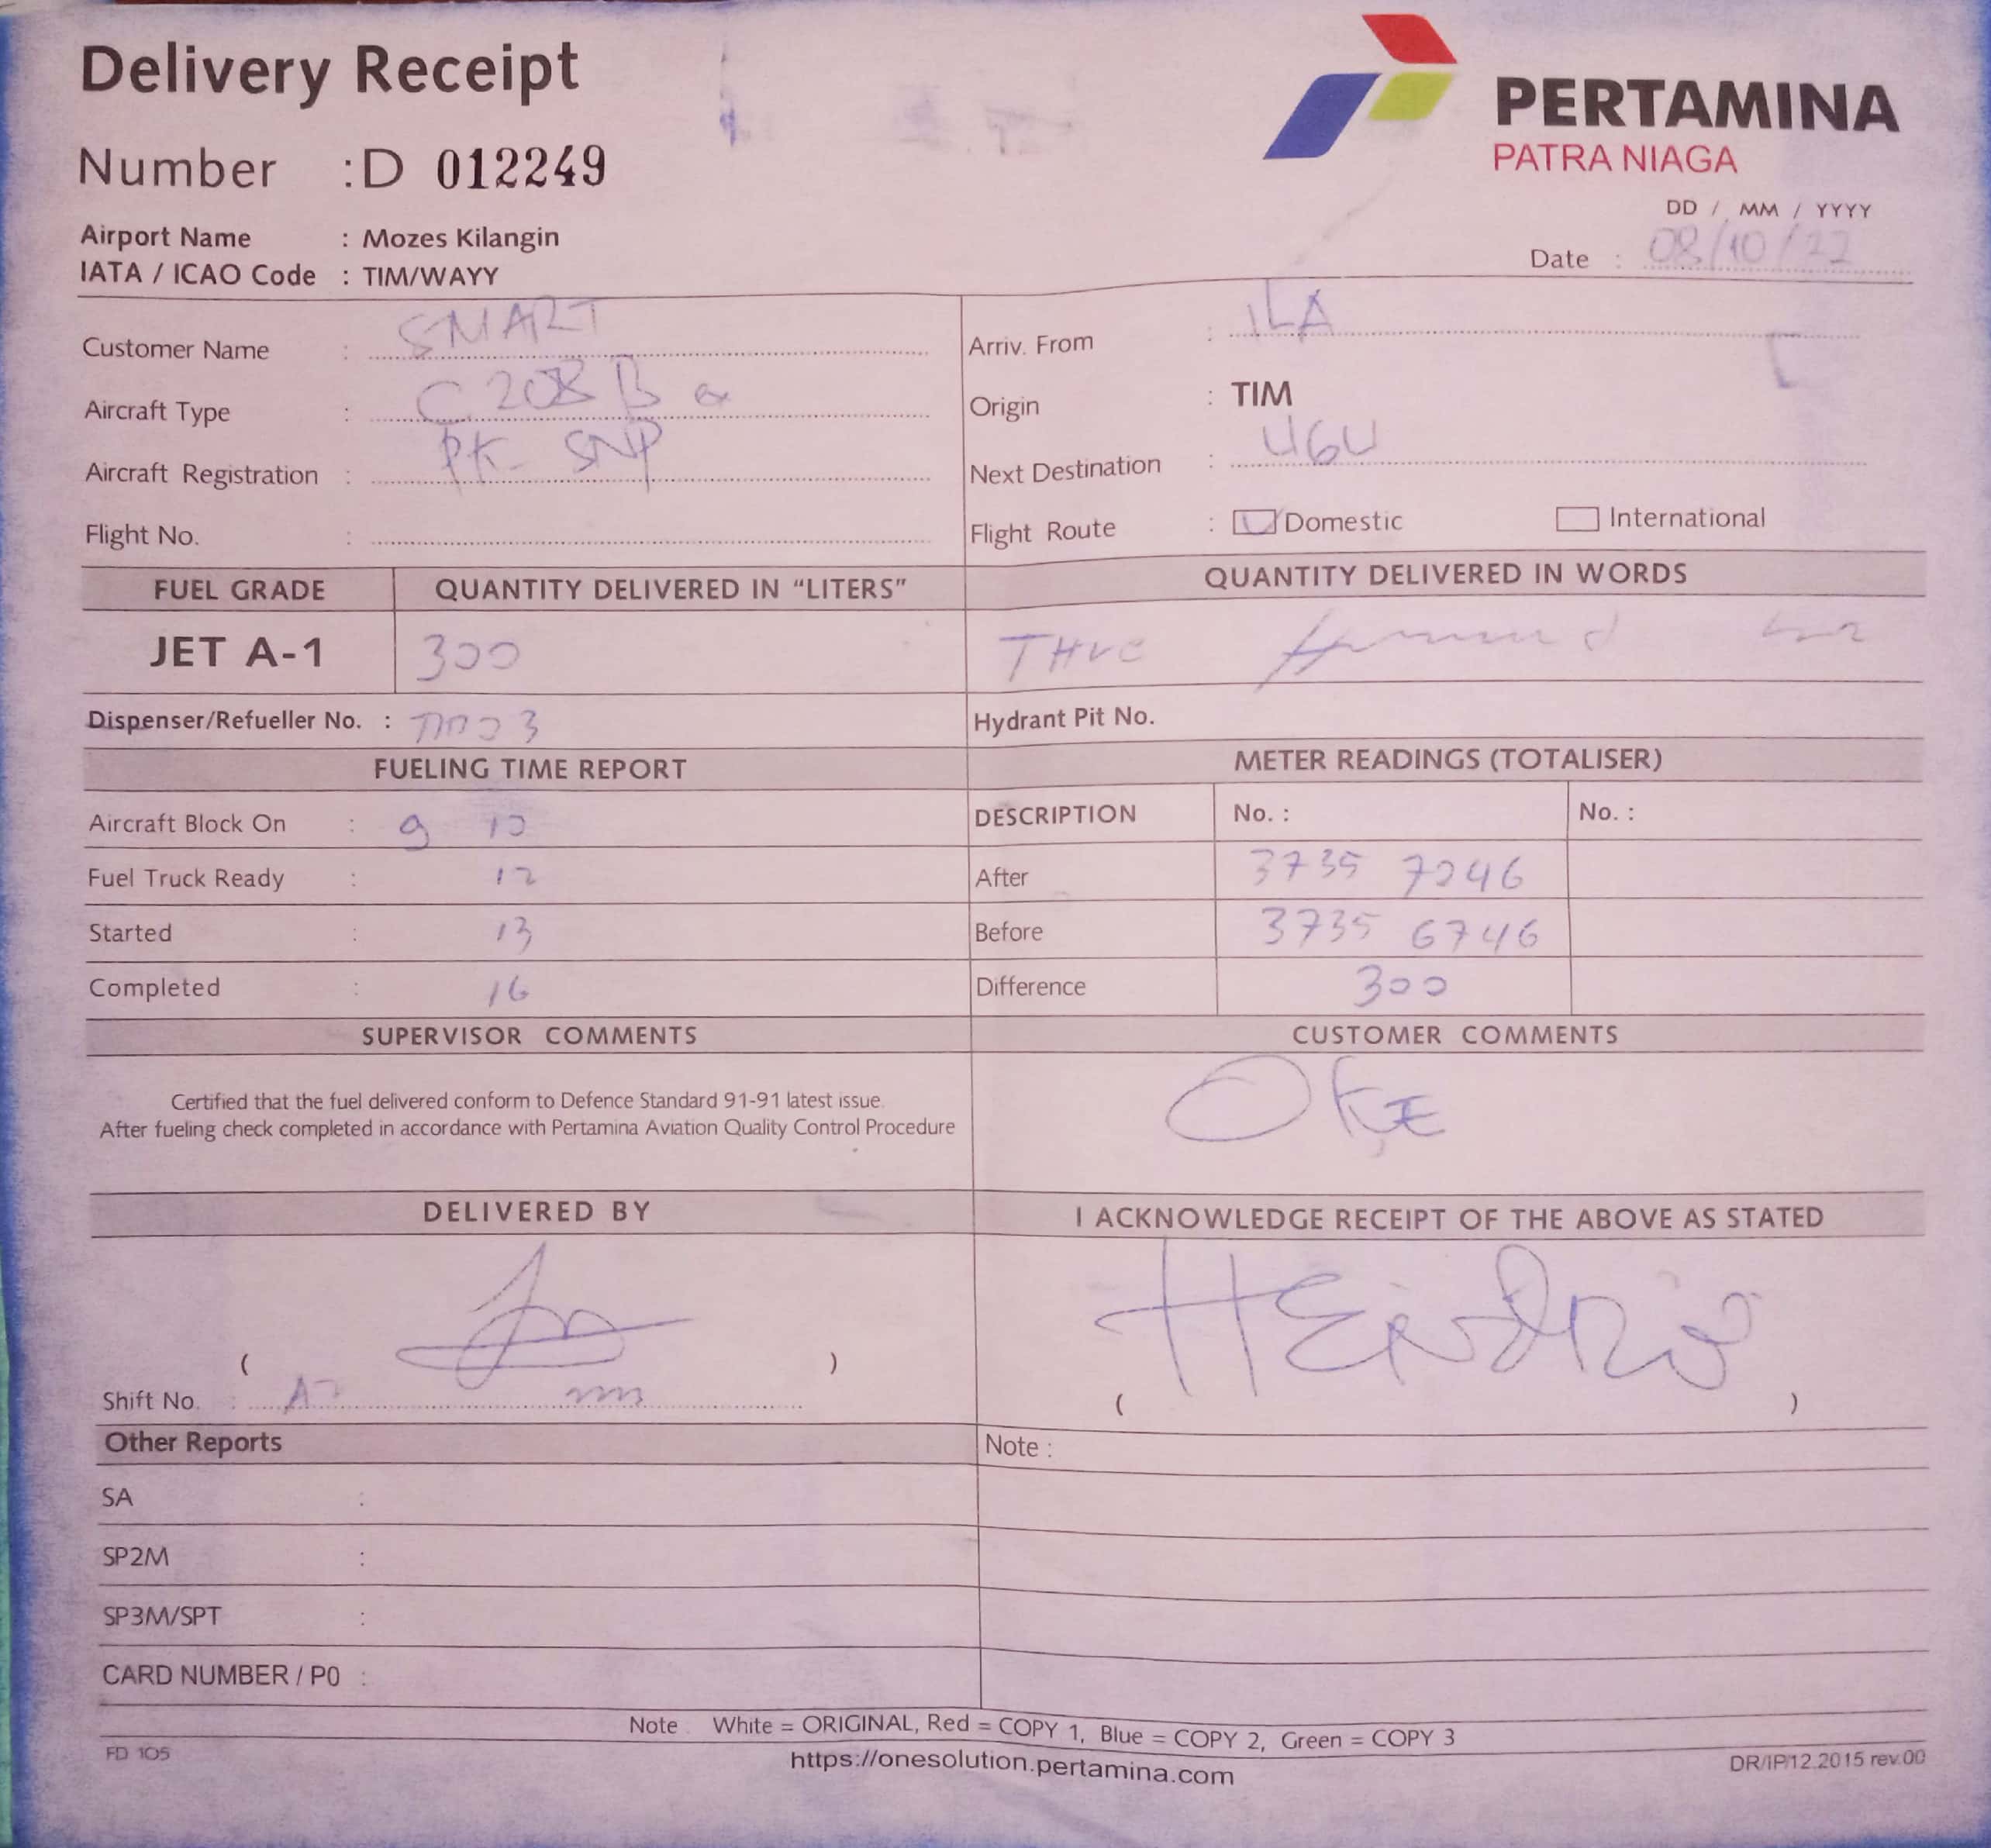 Delivery Receipt
PERTAMINA
PATRA NIAGA
Number : D 012249
DD / MM / YYYY
Airport Name : Mozes Kilangin
Date : 08/10/22
IATA / ICAO Code : TIM/WAYY
Customer Name : SMART
Arriv. From : ILA
Aircraft Type : C 208 B
Origin : TIM
Aircraft Registration : PK-SNP
Next Destination : UGU
Flight No. :
Flight Route : Domestic International
FUEL GRADE QUANTITY DELIVERED IN “LITERS” QUANTITY DELIVERED IN WORDS
JET A-1 300
Dispenser/Refueller No. :
Hydrant Pit No.
FUELING TIME REPORT METER READINGS (TOTALISER)
Aircraft Block On : 9 10
DESCRIPTION No. : No. :
Fuel Truck Ready : 12
After 3735 7046
Started : 13
Before 3735 6746
Completed : 16
Difference 300
SUPERVISOR COMMENTS CUSTOMER COMMENTS
Certified that the fuel delivered conform to Defence Standard 91-91 latest issue.
After fueling check completed in accordance with Pertamina Aviation Quality Control Procedure
OKE
DELIVERED BY I ACKNOWLEDGE RECEIPT OF THE ABOVE AS STATED
( )
Shift No. :
( )
Other Reports Note :
SA :
SP2M :
SP3M/SPT :
CARD NUMBER / P0 :
Note White = ORIGINAL, Red = COPY 1, Blue = COPY 2, Green = COPY 3
FD 105
https://onesolution.pertamina.com
DR/IP/12.2015 rev.00